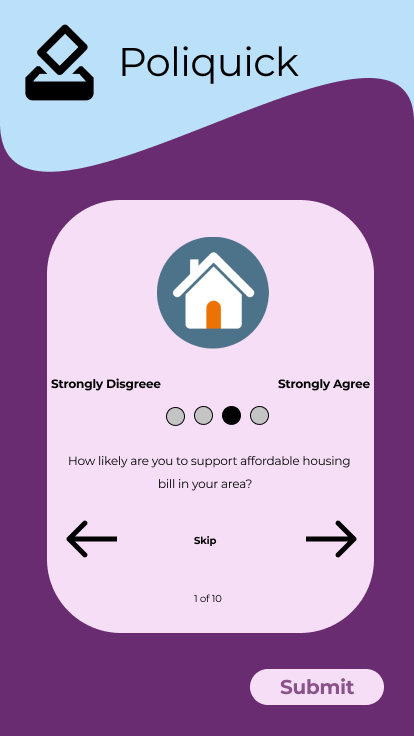 Poliquick
Strongly Disgreee
Strongly Agree
How likely are you to support affordable housing
bill in your area?
Skip
1 of 10
Submit